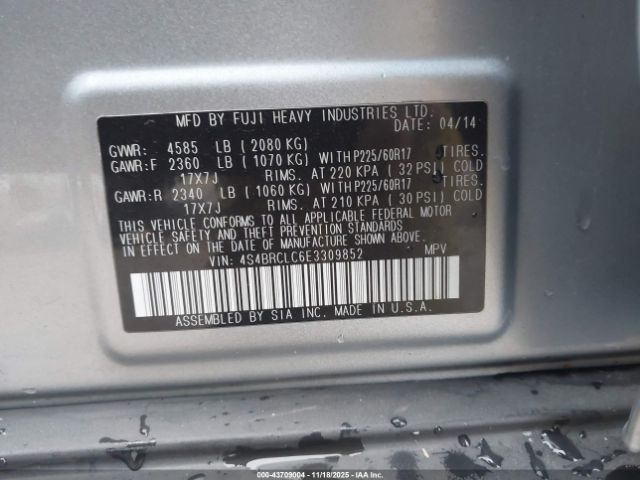 MFD BY FUJI HEAVY INDUSTRIES LTD.
DATE: 04/14
GVWR: 4585 LB ( 2080 KG)
GAWR:F 2360 LB ( 1070 KG) WITH P225/60R17 TIRES.
17X7J RIMS. AT 220 KPA ( 32 PSI) COLD
GAWR:R 2340 LB ( 1060 KG) WITH P225/60R17 TIRES.
17X7J RIMS. AT 210 KPA ( 30 PSI) COLD
THIS VEHICLE CONFORMS TO ALL APPLICABLE FEDERAL MOTOR
VEHICLE SAFETY AND THEFT PREVENTION STANDARDS IN EFFECT
ON THE DATE OF MANUFACTURE SHOWN ABOVE.
VIN: 4S4BRCLC6E3309852 MPV
ASSEMBLED BY SIA INC. MADE IN U.S.A.
000-43709004 - 11/18/2025 - IAAI.COM